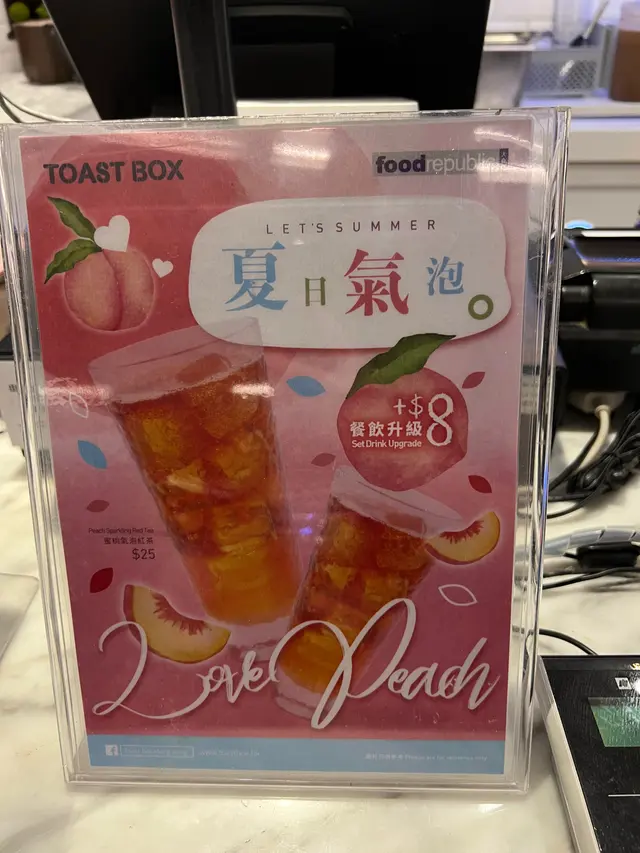 TOAST BOX
foodrepublic
LET'S SUMMER
夏日氣泡
+$8
餐飲升級
Set Drink Upgrade
Peach Sparkling Red Tea
蜜桃氣泡紅茶
$25
Love Peach